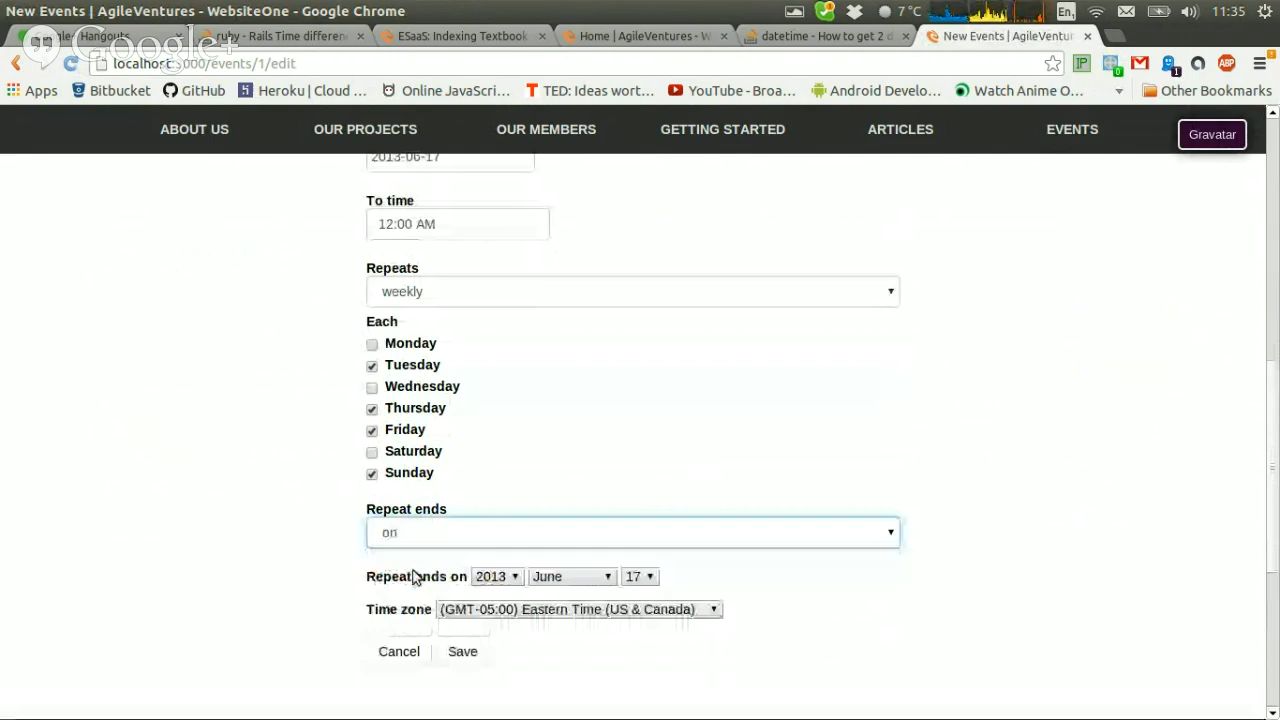 New Events | AgileVentures - WebsiteOne - Google Chrome
En1
7 °C
11:35
Google+
Hangouts
ruby - Rails Time differen
ESaaS: Indexing Textbook
Home | AgileVentures - W
datetime - How to get 2 d
New Events | AgileVentur
localhost:3000/events/1/edit
Apps
Bitbucket
GitHub
Heroku | Cloud ...
Online JavaScri...
TED: Ideas wort...
YouTube - Broa...
Android Develo...
Watch Anime O...
Other Bookmarks
ABOUT US
OUR PROJECTS
OUR MEMBERS
GETTING STARTED
ARTICLES
EVENTS
Gravatar
2013-06-17
To time
12:00 AM
Repeats
weekly
Each
Monday
Tuesday
Wednesday
Thursday
Friday
Saturday
Sunday
Repeat ends
on
Repeat ends on 2013 June 17
Time zone (GMT-05:00) Eastern Time (US & Canada)
Cancel
Save